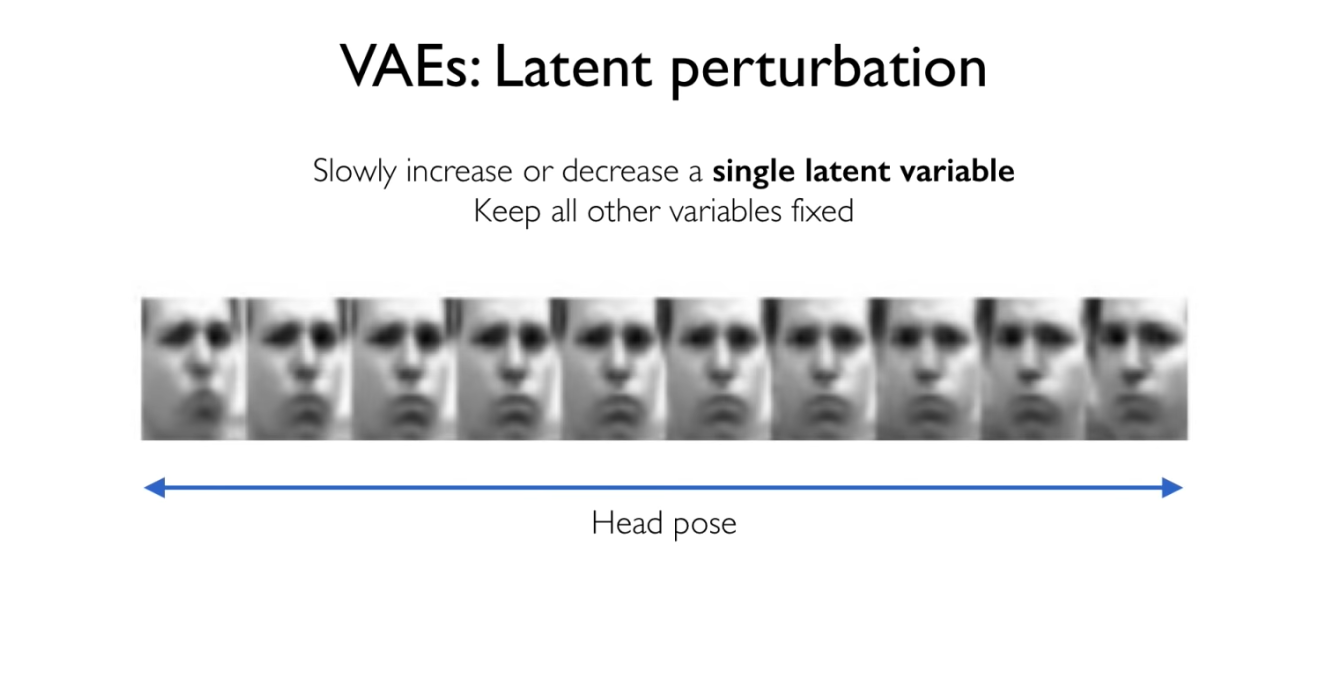 VAEs: Latent perturbation
Slowly increase or decrease a single latent variable
Keep all other variables fixed
Head pose